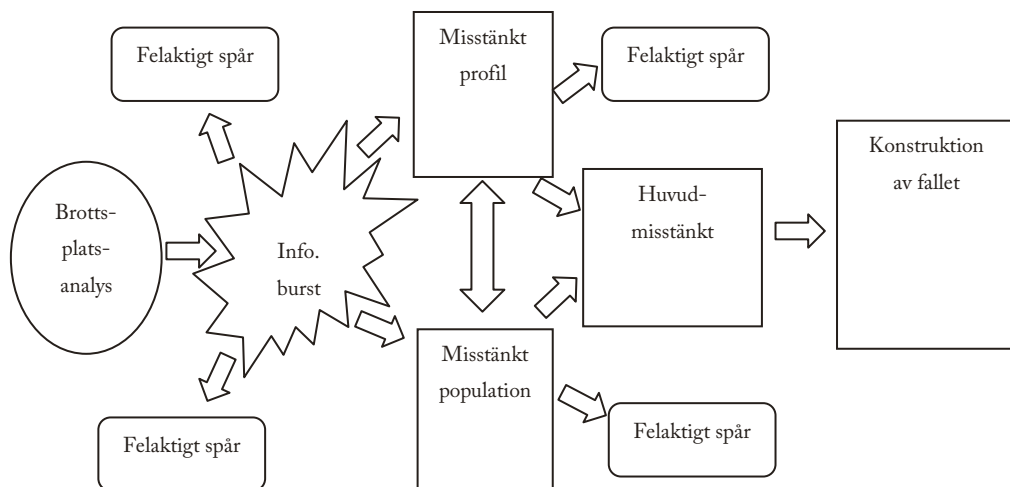 Felaktigt spår
Misstänkt
profil
Felaktigt spår
Konstruktion
av fallet
Brotts-
plats-
analys
Info.
burst
Huvud-
misstänkt
Misstänkt
population
Felaktigt spår
Felaktigt spår